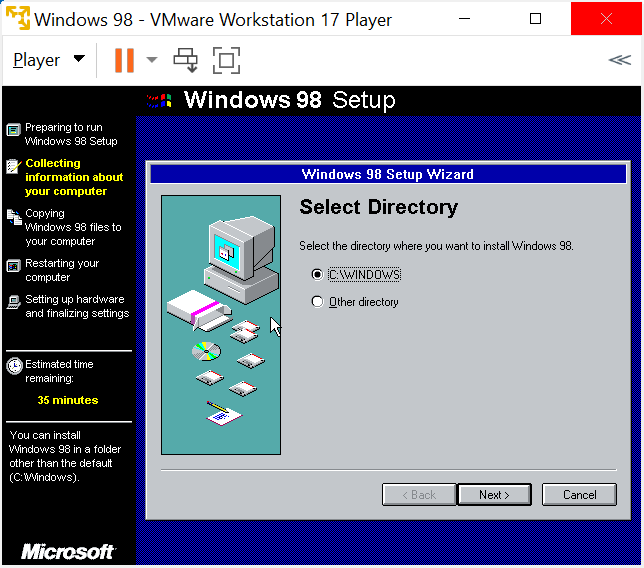 Windows 98 - VMware Workstation 17 Player
Player
Windows 98 Setup
Preparing to run
Windows 98 Setup
Collecting
information about
your computer
Copying
Windows 98 files to
your computer
Restarting your
computer
Setting up hardware
and finalizing settings
Estimated time
remaining:
35 minutes
You can install
Windows 98 in a folder
other than the default
(C:\Windows).
Microsoft
Windows 98 Setup Wizard
Select Directory
Select the directory where you want to install Windows 98.
C:\WINDOWS
Other directory
< Back
Next >
Cancel